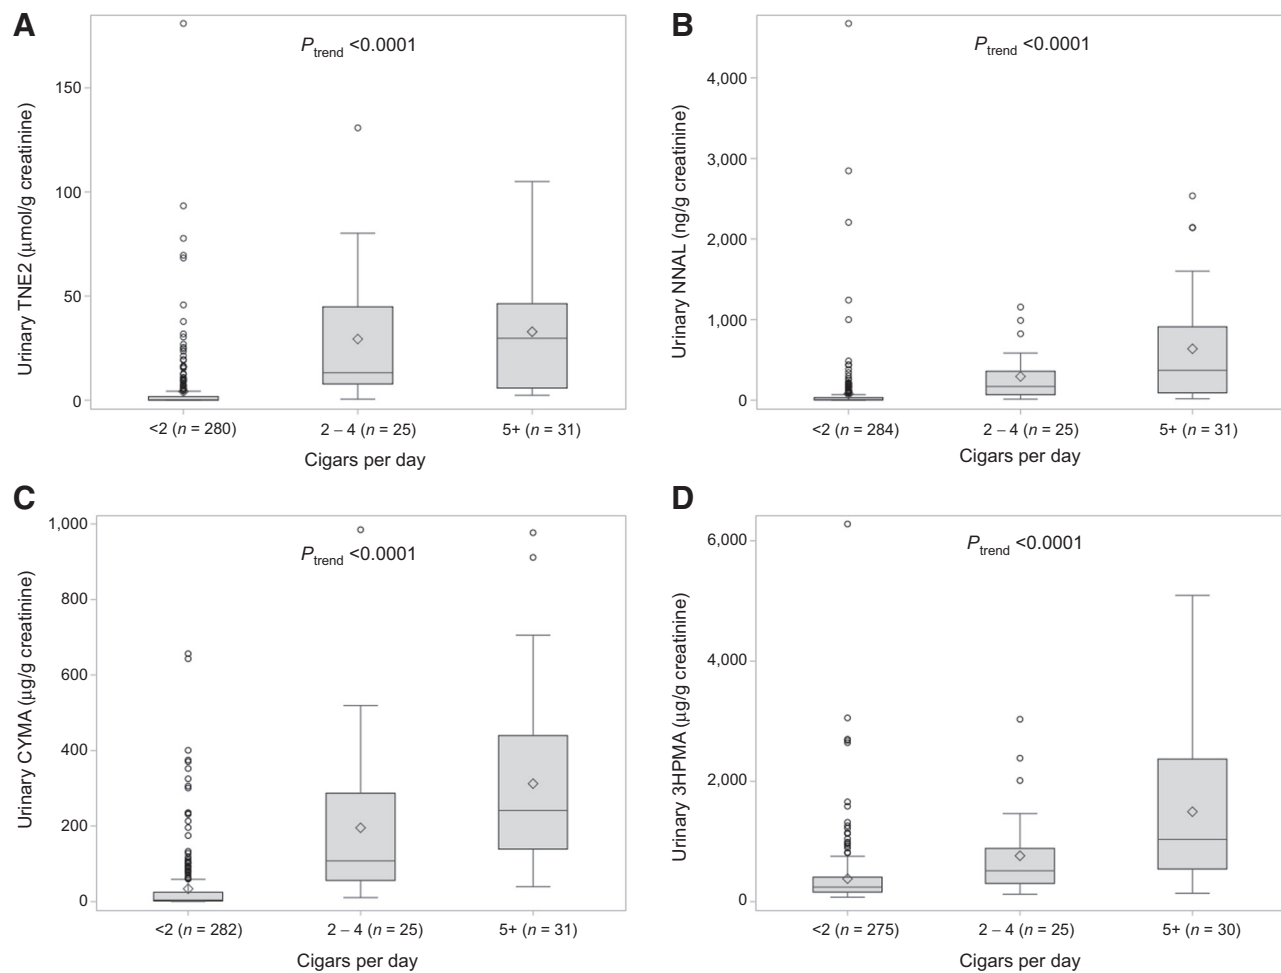 A
P trend <0.0001
Urinary TNE2 (μmol/g creatinine)
150
100
50
0
<2 (n = 280)
2 – 4 (n = 25)
5+ (n = 31)
Cigars per day
B
P trend <0.0001
Urinary NNAL (ng/g creatinine)
4,000
3,000
2,000
1,000
0
<2 (n = 284)
2 – 4 (n = 25)
5+ (n = 31)
Cigars per day
C
P trend <0.0001
Urinary CYMA (μg/g creatinine)
1,000
800
600
400
200
0
<2 (n = 282)
2 – 4 (n = 25)
5+ (n = 31)
Cigars per day
D
P trend <0.0001
Urinary 3HPMA (μg/g creatinine)
6,000
4,000
2,000
0
<2 (n = 275)
2 – 4 (n = 25)
5+ (n = 30)
Cigars per day